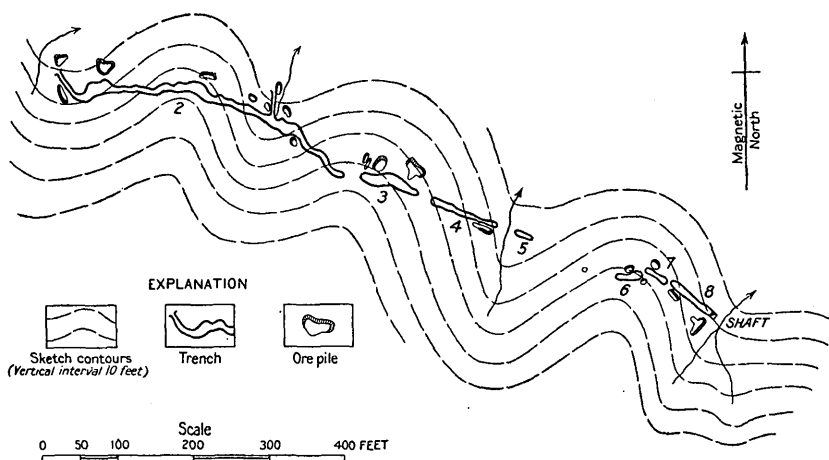 Magnetic
North
2
3
4
5
6
7
8
SHAFT
EXPLANATION
Sketch contours
(Vertical interval 10 feet)
Trench
Ore pile
Scale
0 50 100 200 300 400 FEET